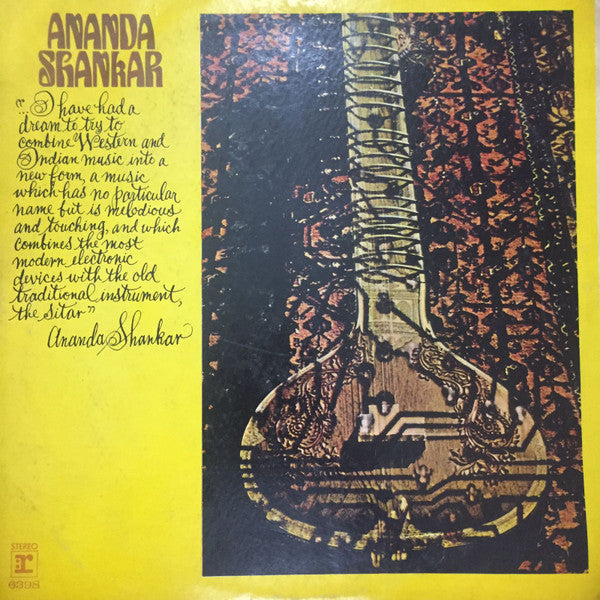 ANANDA
SHANKAR
"...I have had a
dream to try to
combine Western and
Indian music into a
new form, a music
which has no particular
name but is melodious
and touching, and which
combines the most
modern electronic
devices with the old
traditional instrument,
the Sitar"
Ananda Shankar
STEREO
r
6398